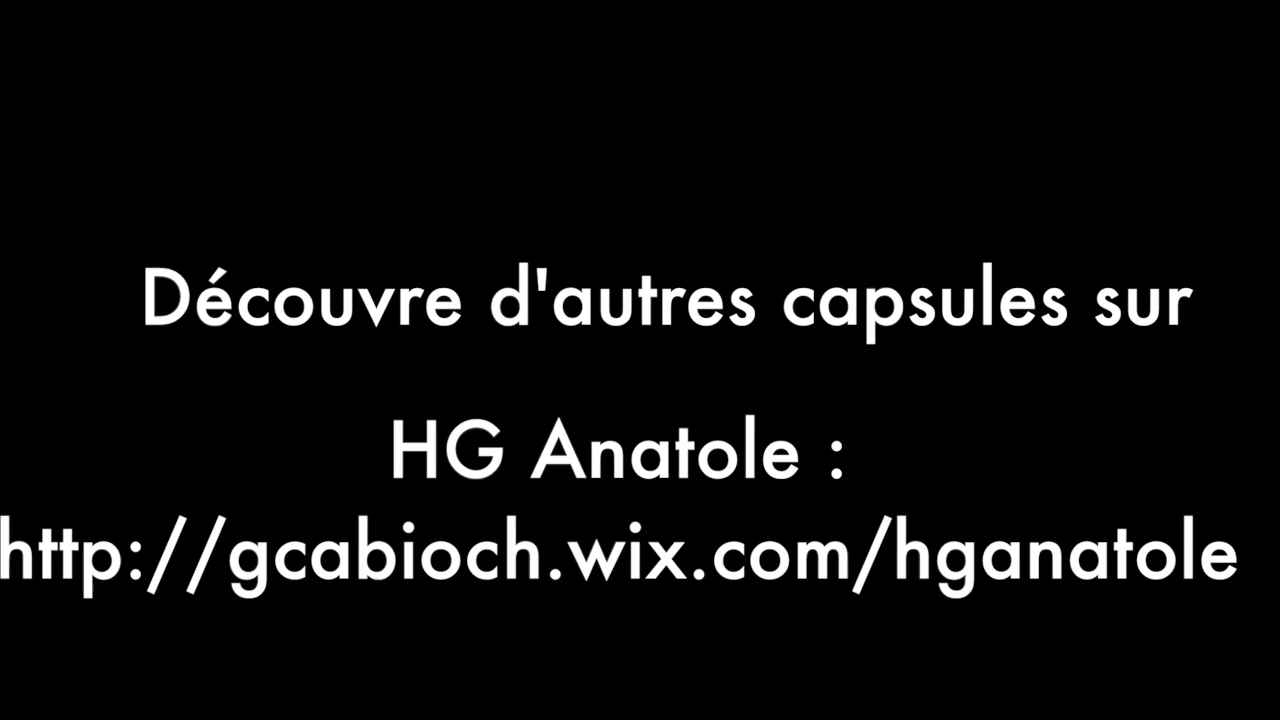 Découvre d'autres capsules sur
HG Anatole :
http://gcabioch.wix.com/hganatole